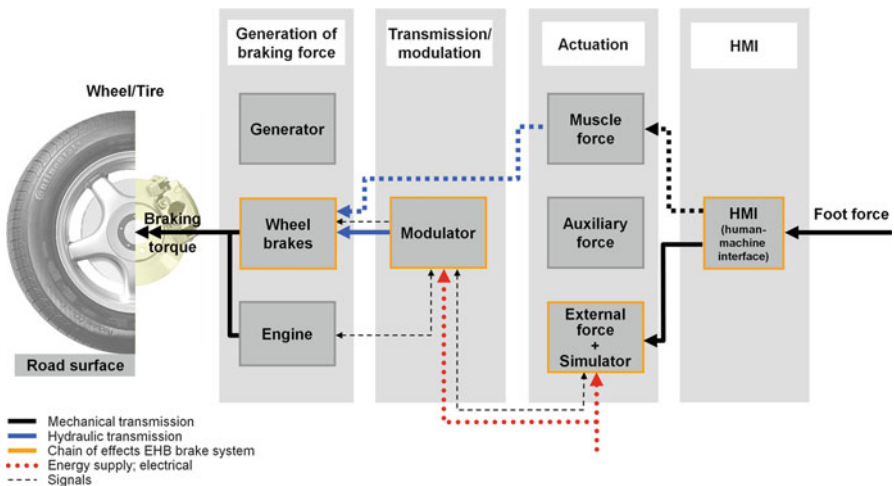 Generation of
braking force
Transmission/
modulation
Actuation
HMI
Wheel/Tire
Generator
Muscle
force
Braking
torque
Wheel
brakes
Modulator
Auxiliary
force
HMI
(human-
machine
interface)
Foot force
Engine
External
force
+
Simulator
Road surface
Mechanical transmission
Hydraulic transmission
Chain of effects EHB brake system
Energy supply; electrical
Signals